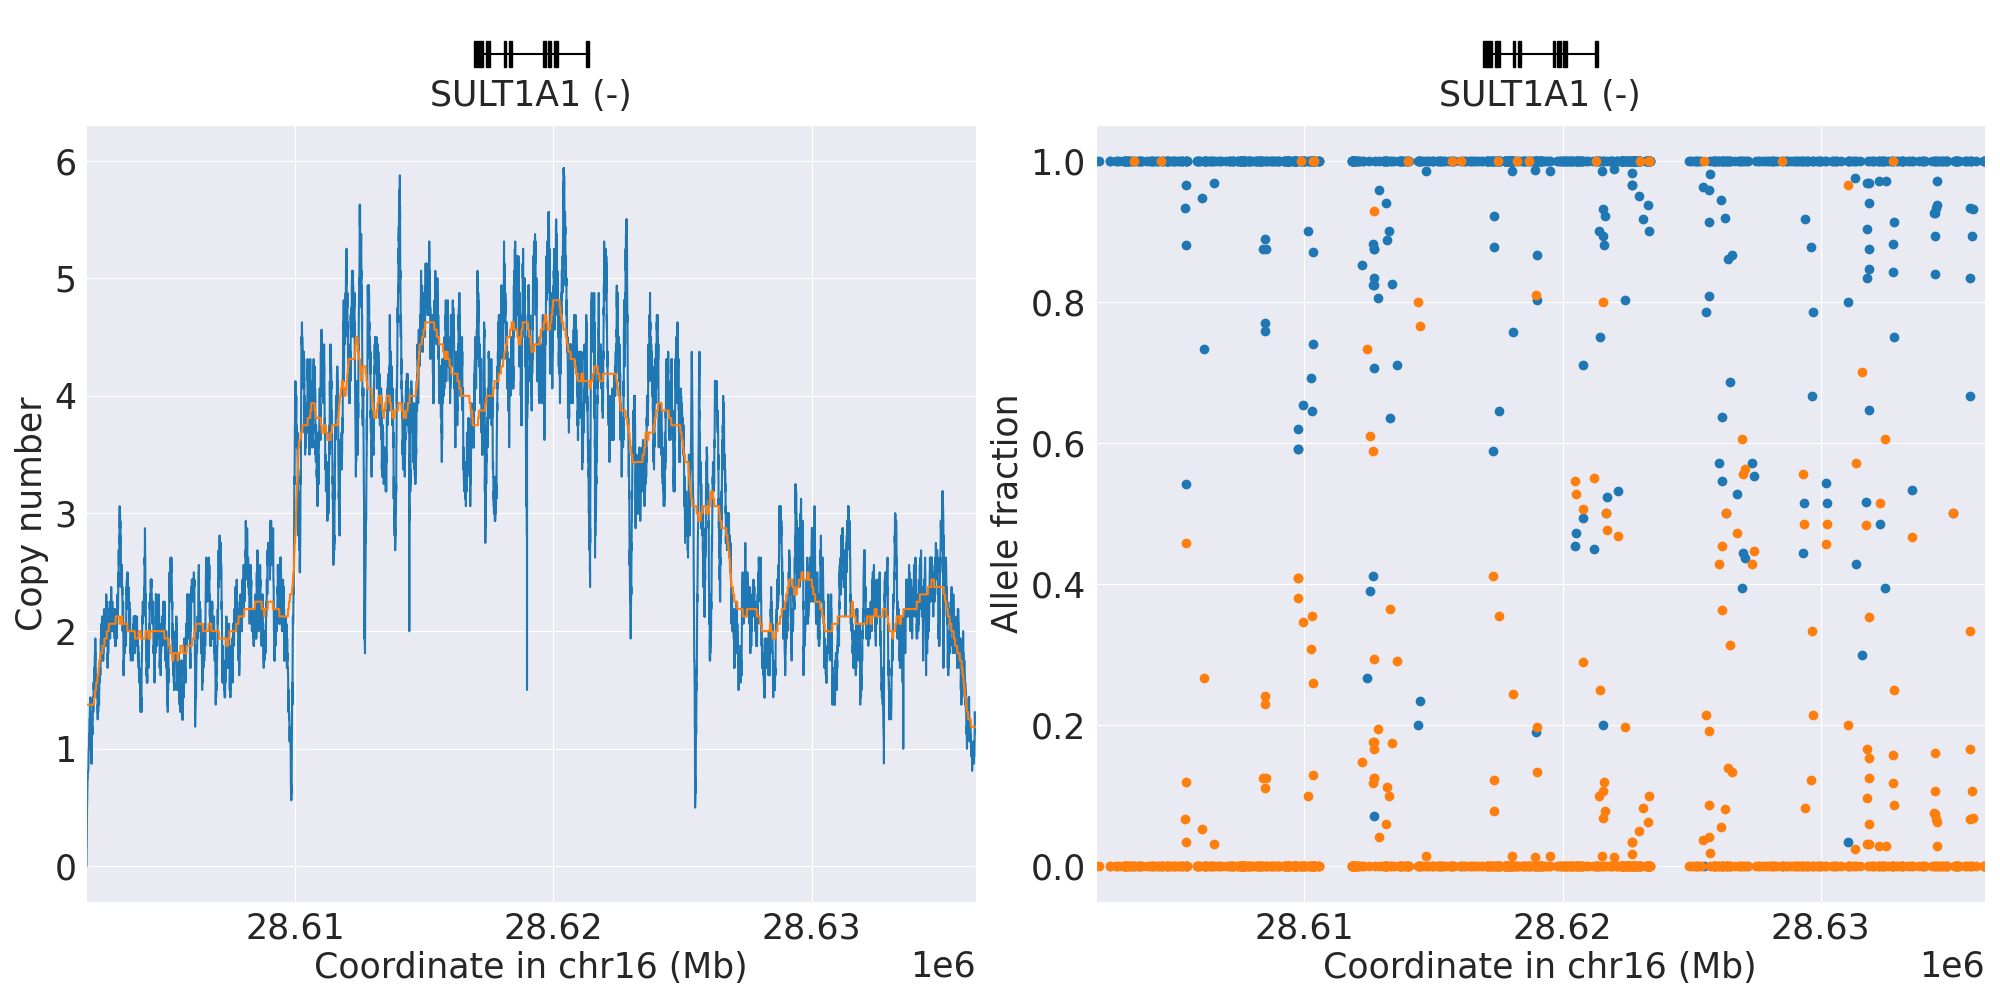 SULT1A1 (-)
6
5
4
3
2
1
0
Copy number
28.61
28.62
28.63
Coordinate in chr16 (Mb)
1e6
SULT1A1 (-)
1.0
0.8
0.6
0.4
0.2
0.0
Allele fraction
28.61
28.62
28.63
Coordinate in chr16 (Mb)
1e6